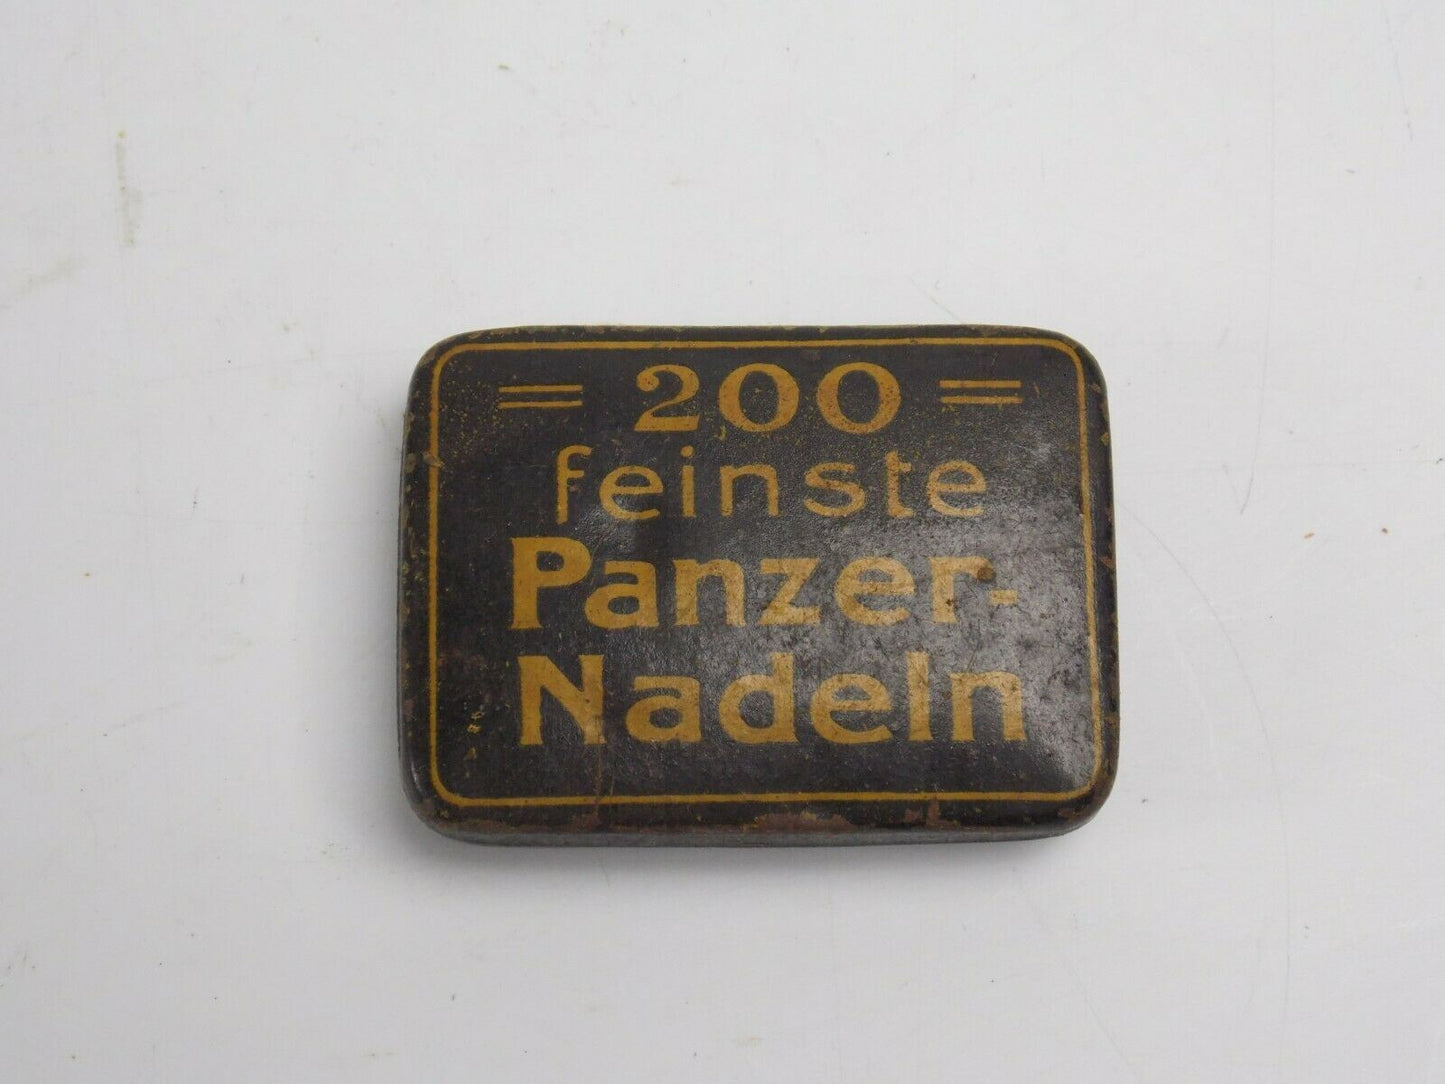 200
feinste
Panzer-
Nadeln